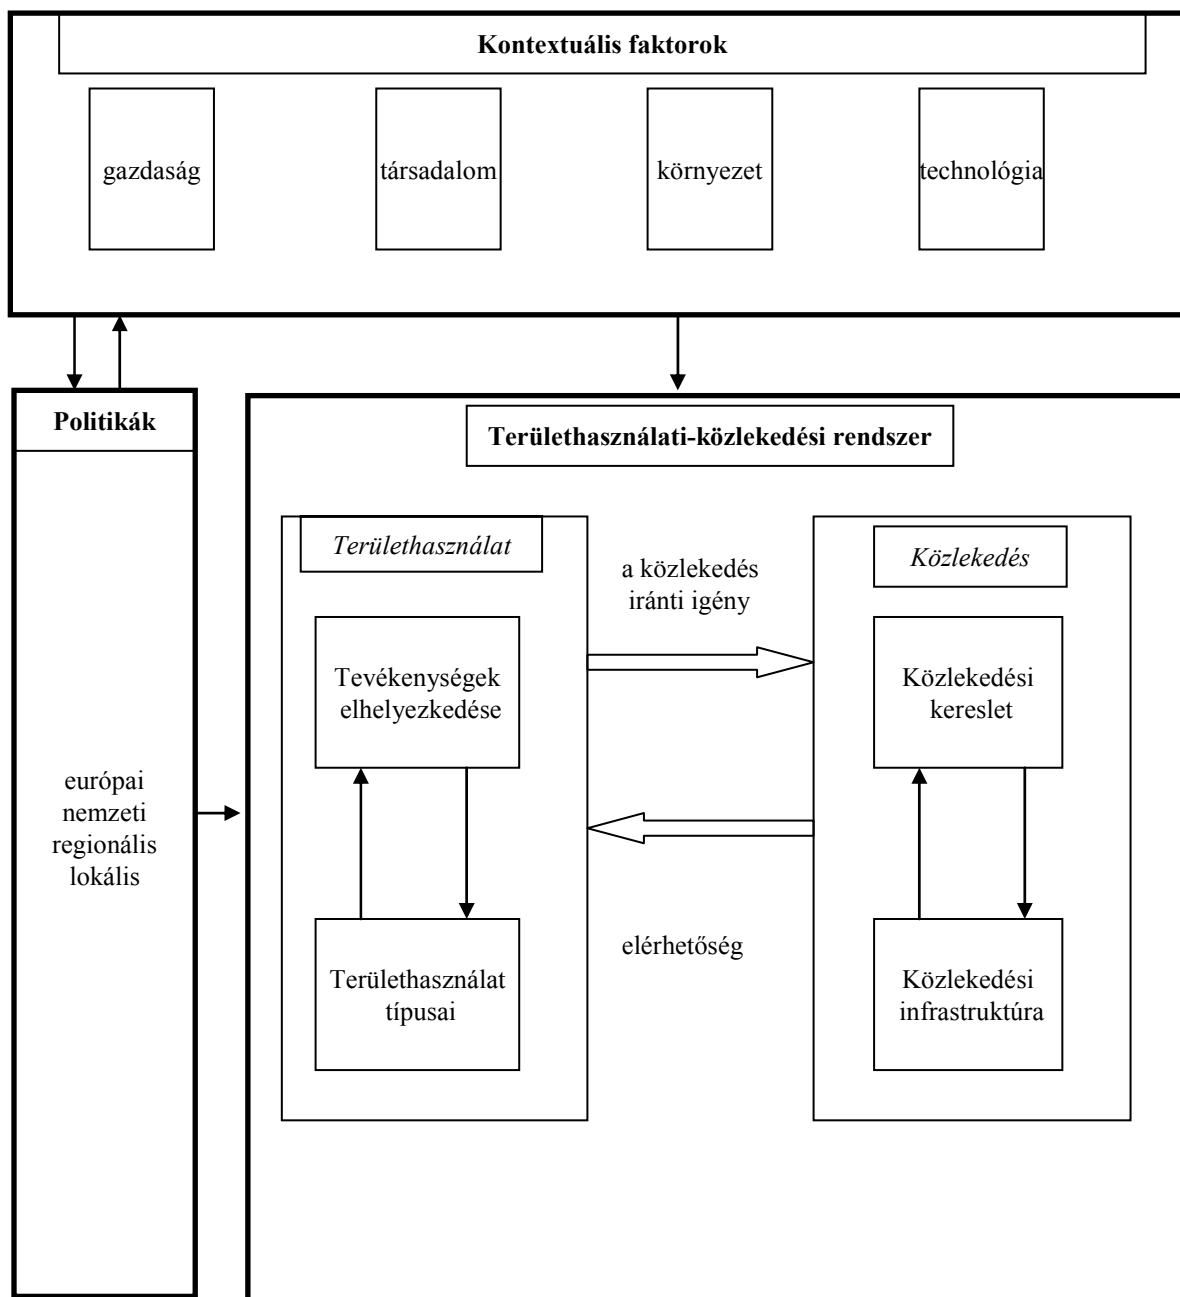 Kontextuális faktorok
gazdaság
társadalom
környezet
technológia
Politikák
európai
nemzeti
regionális
lokális
Területhasználati-közlekedési rendszer
Területhasználat
Tevékenységek
elhelyezkedése
Területhasználat
típusai
a közlekedés
iránti igény
elérhetőség
Közlekedés
Közlekedési
kereslet
Közlekedési
infrastruktúra